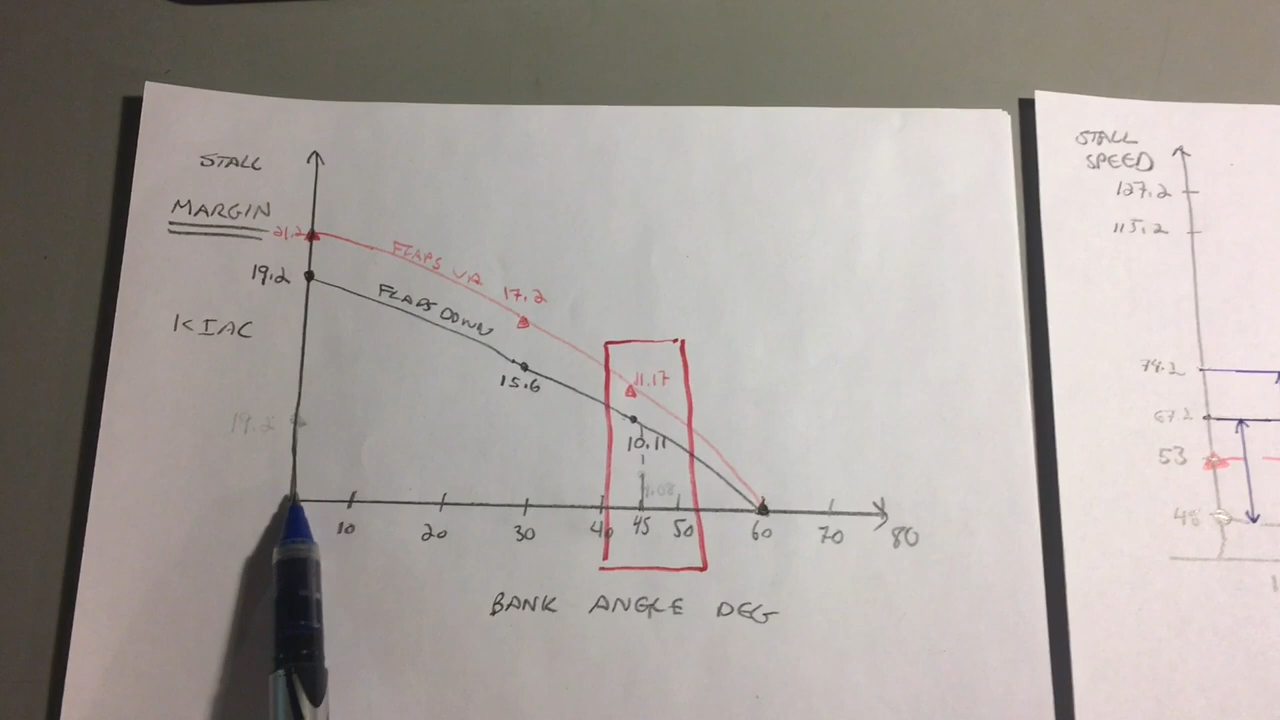 STALL
MARGIN
21.2
19.2
KIAC
19.2
FLAPS UP
17.2
FLAPS DOWN
15.6
11.17
10.11
10 20 30 40 45 50 60 70 80
BANK ANGLE DEG
STALL
SPEED
127.2
115.2
67.2
53
48